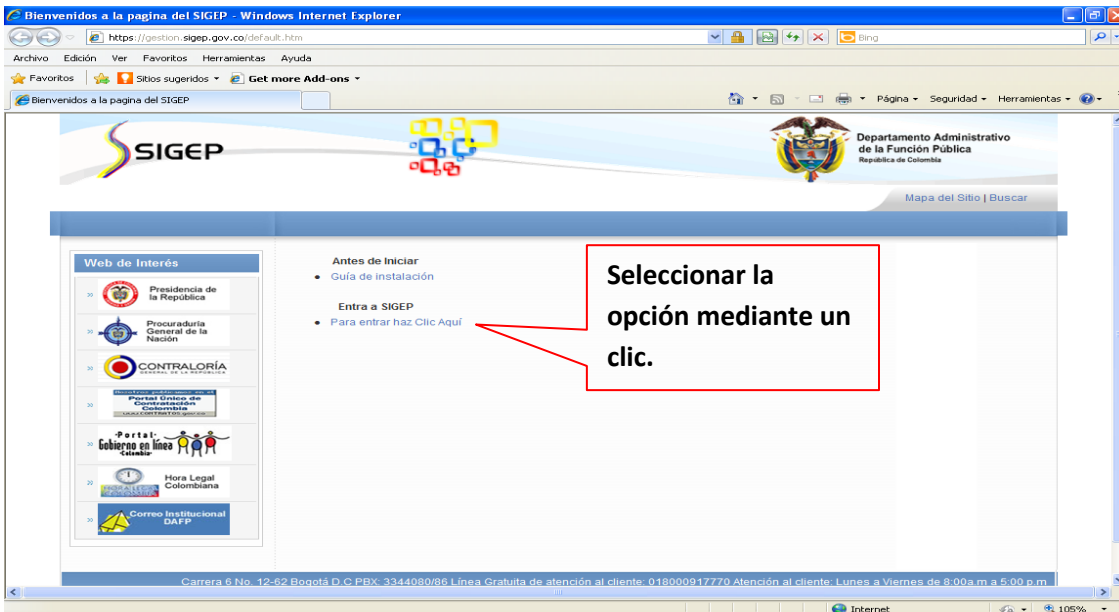 Bienvenidos a la pagina del SIGEP - Windows Internet Explorer
https://gestion.sigep.gov.co/default.htm
Bing
Archivo Edición Ver Favoritos Herramientas Ayuda
Favoritos Sitios sugeridos Get more Add-ons
Bienvenidos a la pagina del SIGEP
Página Seguridad Herramientas
SIGEP
Departamento Administrativo
de la Función Pública
República de Colombia
Mapa del Sitio | Buscar
Web de Interés
Presidencia de
la República
Procuraduría
General de la
Nación
CONTRALORÍA
GENERAL DE LA REPÚBLICA
Portal Único de
Contratación
Colombia
·Portal·
Gobierno en línea
·Colombia·
Hora Legal
Colombiana
Correo Institucional
DAFP
Antes de Iniciar
Guía de instalación
Entra a SIGEP
Para entrar haz Clic Aquí
Seleccionar la
opción mediante un
clic.
Carrera 6 No. 12-62 Bogotá D.C PBX: 3344080/86 Línea Gratuita de atención al cliente: 018000917770 Atención al cliente: Lunes a Viernes de 8:00a.m a 5:00 p.m
Internet
105%